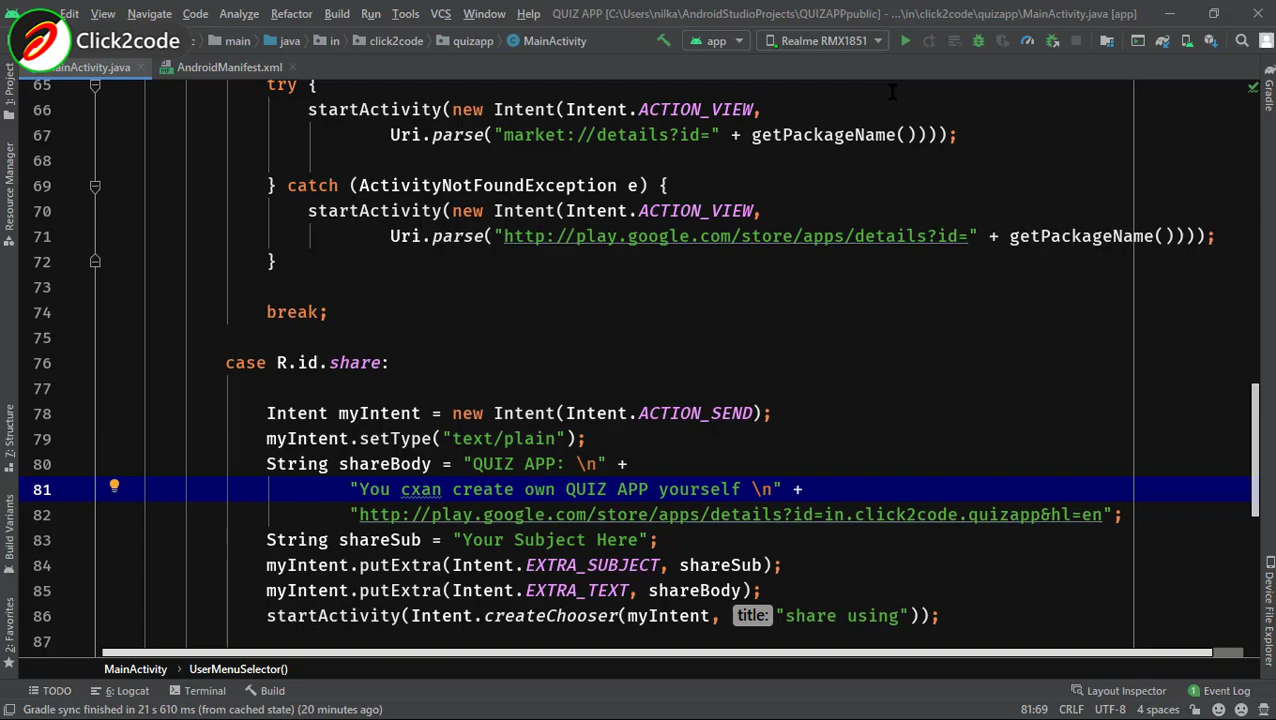 File Edit View Navigate Code Analyze Refactor Build Run Tools VCS Window Help QUIZ APP [C:\Users\nilka\AndroidStudioProjects\QUIZAPPpublic] - ...\in\click2code\quizapp\MainActivity.java [app]
Click2code main java in click2code quizapp MainActivity app Realme RMX1851
MainActivity.java AndroidManifest.xml
65 try {
66 startActivity(new Intent(Intent.ACTION_VIEW,
67 Uri.parse("market://details?id=" + getPackageName())));
68
69 } catch (ActivityNotFoundException e) {
70 startActivity(new Intent(Intent.ACTION_VIEW,
71 Uri.parse("http://play.google.com/store/apps/details?id=" + getPackageName())));
72 }
73
74 break;
75
76 case R.id.share:
77
78 Intent myIntent = new Intent(Intent.ACTION_SEND);
79 myIntent.setType("text/plain");
80 String shareBody = "QUIZ APP: \n" +
81 "You cxan create own QUIZ APP yourself \n" +
82 "http://play.google.com/store/apps/details?id=in.click2code.quizapp&hl=en";
83 String shareSub = "Your Subject Here";
84 myIntent.putExtra(Intent.EXTRA_SUBJECT, shareSub);
85 myIntent.putExtra(Intent.EXTRA_TEXT, shareBody);
86 startActivity(Intent.createChooser(myIntent, title: "share using"));
87
1: Project
Resource Manager
Z: Structure
Build Variants
2: Favorites
Gradle
Device File Explorer
MainActivity UserMenuSelector()
TODO 6: Logcat Terminal Build Layout Inspector 1 Event Log
Gradle sync finished in 21 s 610 ms (from cached state) (20 minutes ago) 81:69 CRLF UTF-8 4 spaces